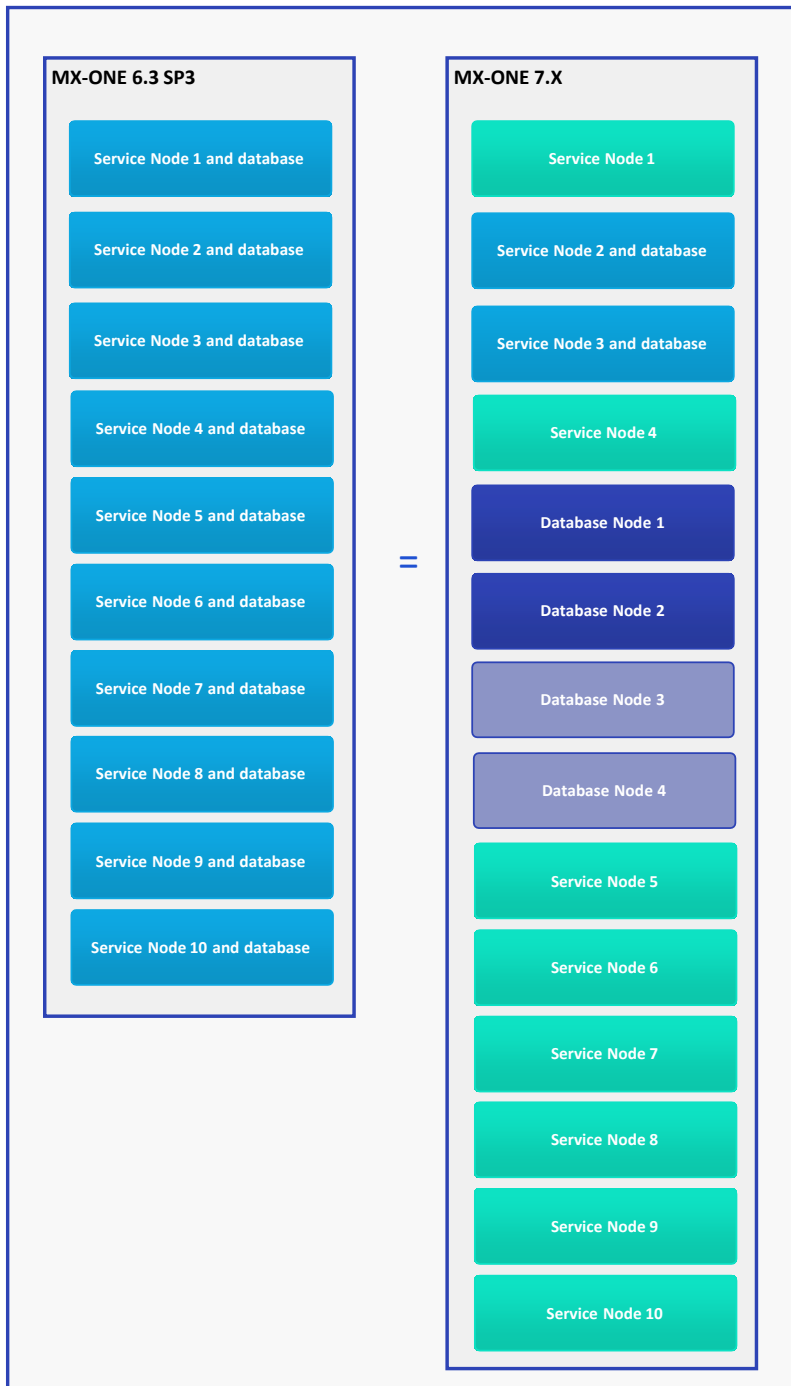 MX-ONE 6.3 SP3
Service Node 1 and database
Service Node 2 and database
Service Node 3 and database
Service Node 4 and database
Service Node 5 and database
Service Node 6 and database
Service Node 7 and database
Service Node 8 and database
Service Node 9 and database
Service Node 10 and database
=
MX-ONE 7.X
Service Node 1
Service Node 2 and database
Service Node 3 and database
Service Node 4
Database Node 1
Database Node 2
Database Node 3
Database Node 4
Service Node 5
Service Node 6
Service Node 7
Service Node 8
Service Node 9
Service Node 10